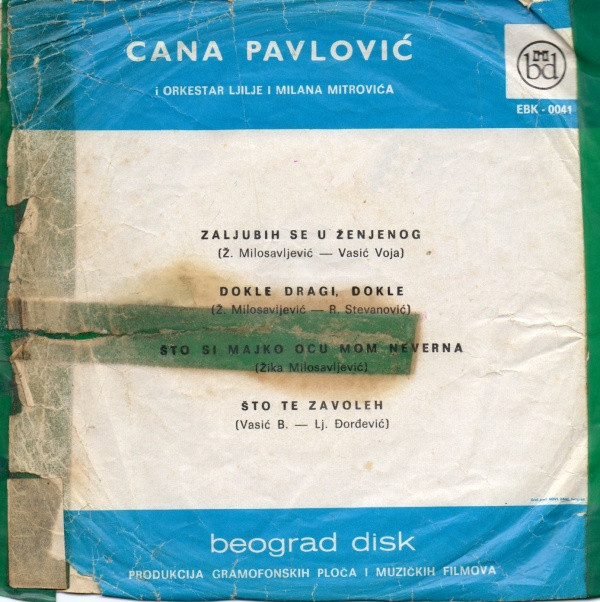 CANA PAVLOVIĆ
i ORKESTAR LJILJE I MILANA MITROVIĆA
bd
EBK - 0041
ZALJUBIH SE U ŽENJENOG
(Ž. Milosavljević — Vasić Voja)
DOKLE DRAGI, DOKLE
(Ž. Milosavljević — R. Stevanović)
ŠTO SI MAJKO OCU MOM NEVERNA
(Žika Milosavljević)
ŠTO TE ZAVOLEH
(Vasić B. — Lj. Đorđević)
beograd disk
PRODUKCIJA GRAMOFONSKIH PLOČA I MUZIČKIH FILMOVA